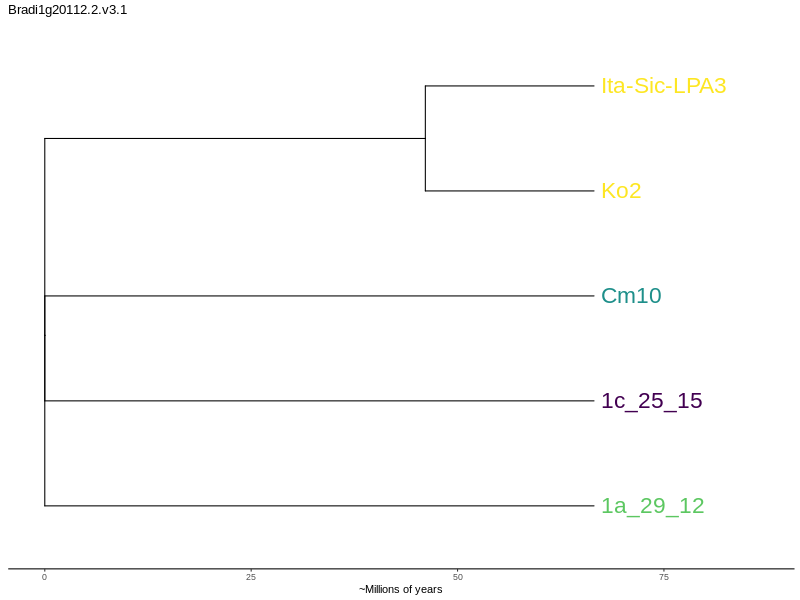 Bradi1g20112.2.v3.1
Ita-Sic-LPA3
Ko2
Cm10
1c_25_15
1a_29_12
0 25 50 75
~Millions of years